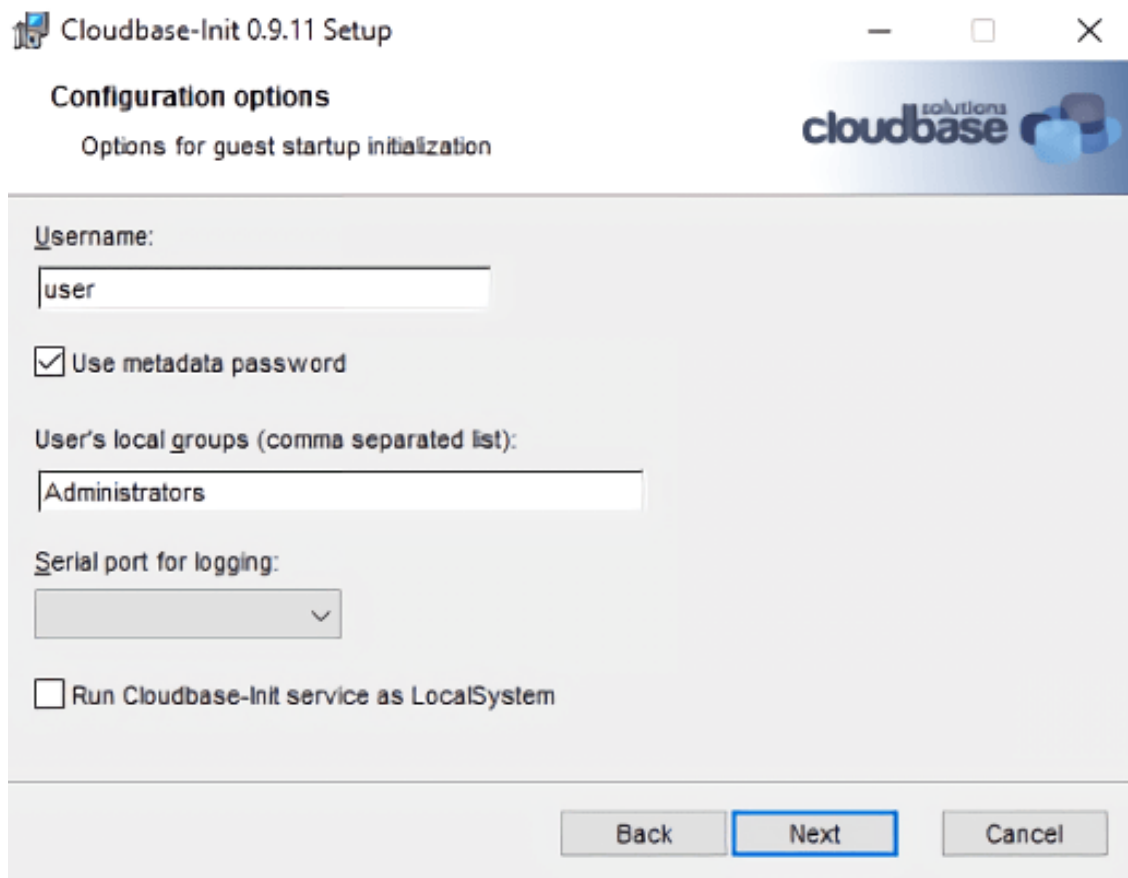 Cloudbase-Init 0.9.11 Setup
Configuration options
Options for guest startup initialization
solutions
cloudbase
Username:
user
Use metadata password
User's local groups (comma separated list):
Administrators
Serial port for logging:
Run Cloudbase-Init service as LocalSystem
Back Next Cancel